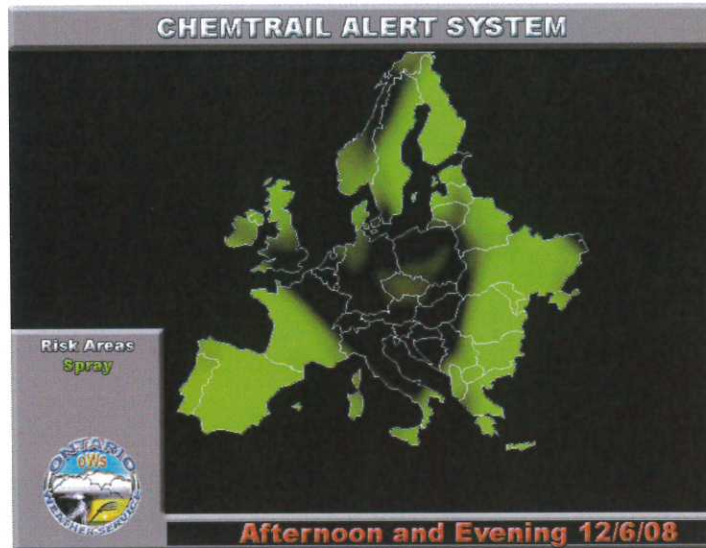 CHEMTRAIL ALERT SYSTEM
Risk Areas
Spray
ONTARIO
OWS
WEATHER SERVICE
Afternoon and Evening 12/6/08